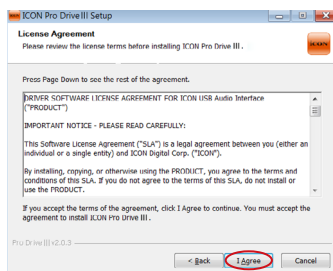 ICON Pro Drive III Setup
License Agreement
Please review the license terms before installing ICON Pro Drive III.
ICON
Press Page Down to see the rest of the agreement.
DRIVER SOFTWARE LICENSE AGREEMENT FOR ICON USB Audio Interface
("PRODUCT")
IMPORTANT NOTICE - PLEASE READ CAREFULLY:
This Software License Agreement ("SLA") is a legal agreement between you (either an
individual or a single entity) and ICON Digital Corp. ("ICON").
By installing, copying, or otherwise using the PRODUCT, you agree to the terms and
conditions of this SLA. If you do not agree to the terms of this SLA, do not install or
use the PRODUCT.
If you accept the terms of the agreement, click I Agree to continue. You must accept the
agreement to install ICON Pro Drive III.
Pro Drive III v2.0.3
< Back
I Agree
Cancel